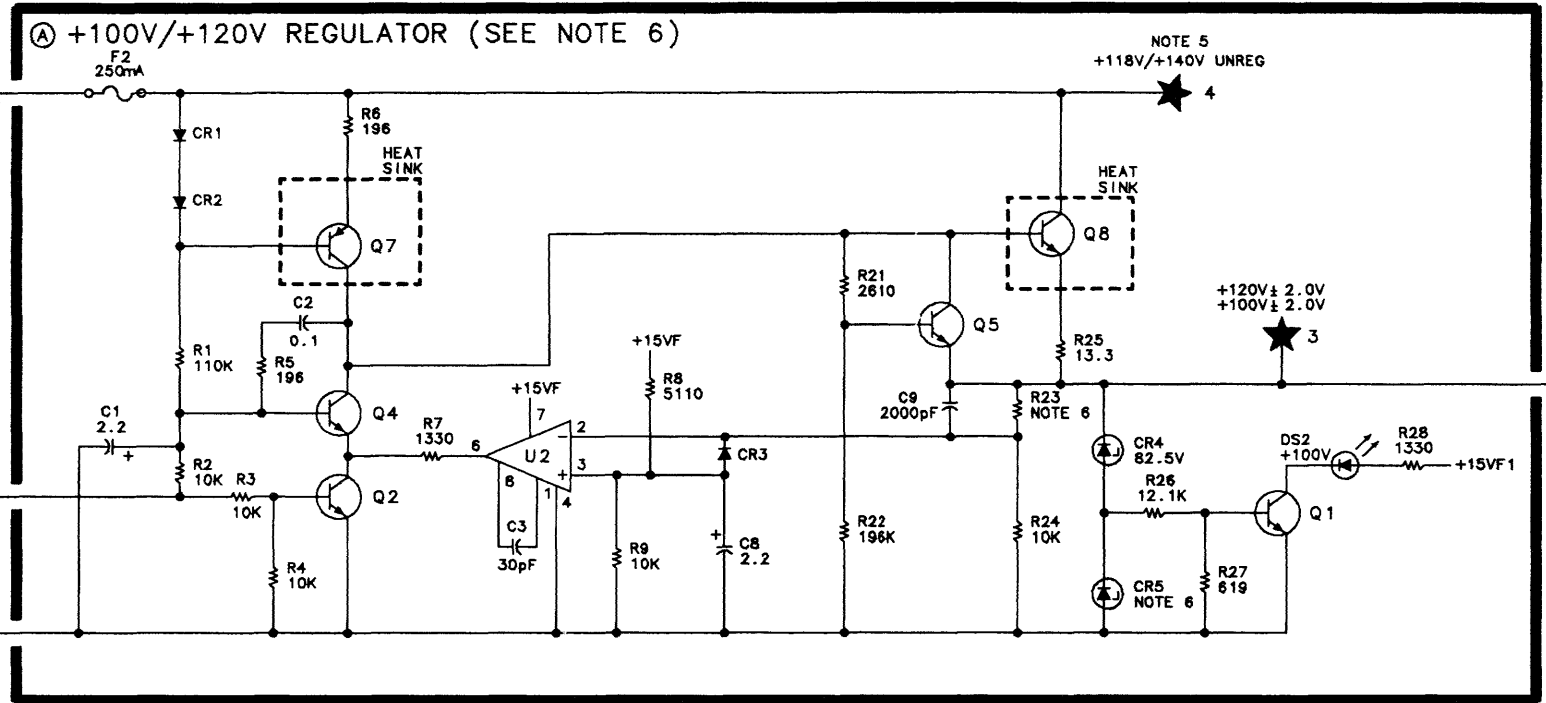 Ⓐ +100V/+120V REGULATOR (SEE NOTE 6)
F2
250mA
NOTE 5
+118V/+140V UNREG
4
CR1
R6
196
HEAT
SINK
CR2
Q7
HEAT
SINK
Q8
R21
2610
C2
0.1
Q5
+120V± 2.0V
+100V± 2.0V
3
R1
110K
R5
196
+15VF
R8
5110
R25
13.3
+15VF
7
C9
2000pF
R23
NOTE 6
C1
2.2
+
Q4
R7
1330
6
2
−
U2
+
3
8
1
4
CR3
CR4
82.5V
DS2
+100V
R28
1330
+15VF1
R2
10K
R3
10K
Q2
R26
12.1K
Q1
C3
30pF
R9
10K
+
C8
2.2
R22
196K
R24
10K
R4
10K
CR5
NOTE 6
R27
619